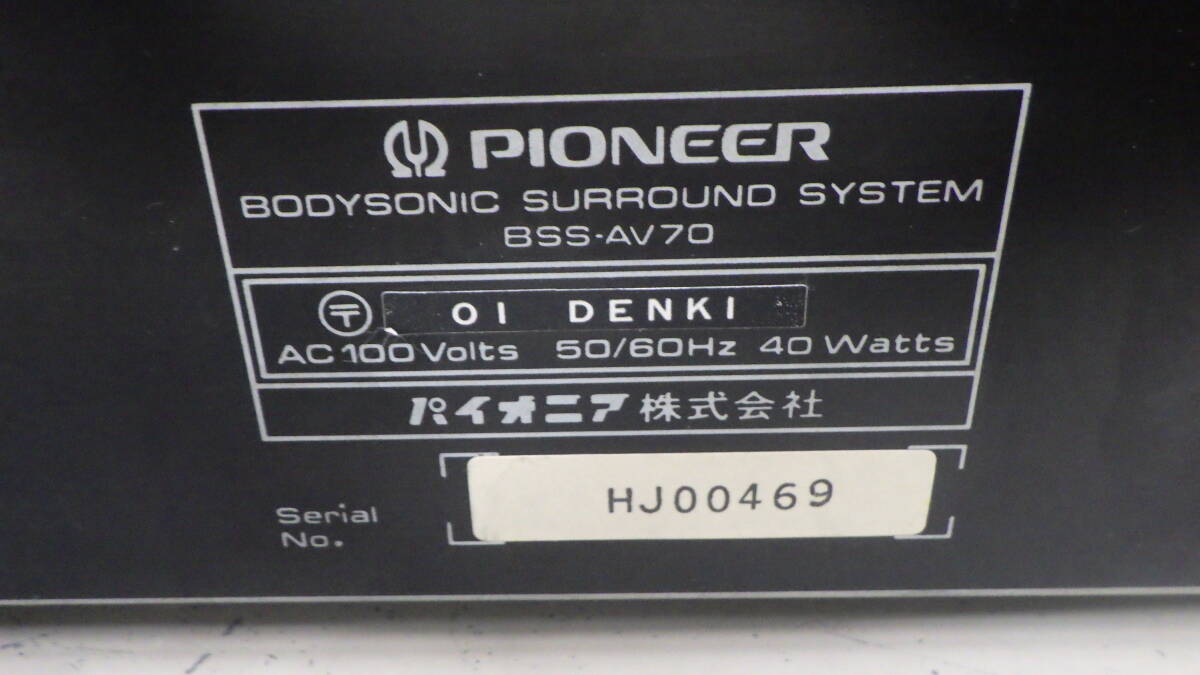 PIONEER
BODYSONIC SURROUND SYSTEM
BSS-AV70
〒 OI DENKI
AC 100 Volts 50/60Hz 40 Watts
パイオニア株式会社
Serial No.
HJ00469